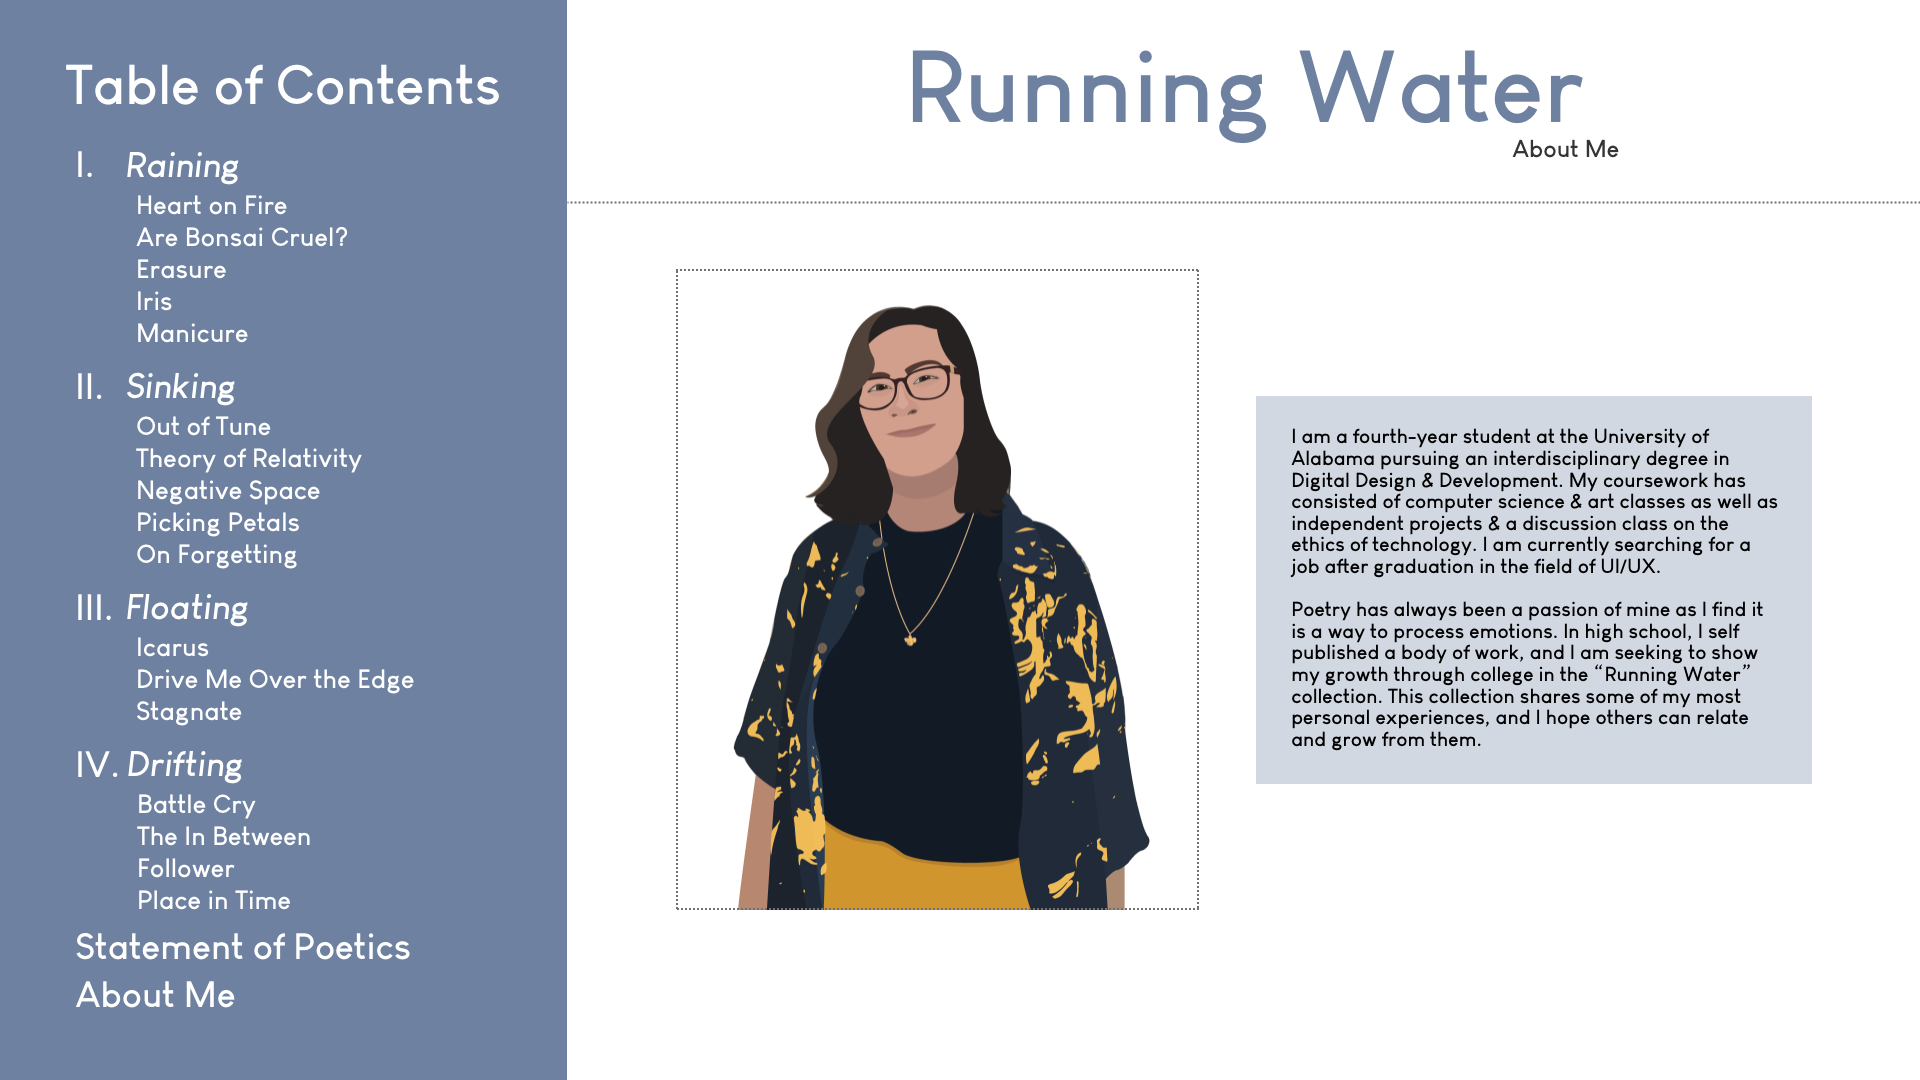 Table of Contents
I. Raining
Heart on Fire
Are Bonsai Cruel?
Erasure
Iris
Manicure
II. Sinking
Out of Tune
Theory of Relativity
Negative Space
Picking Petals
On Forgetting
III. Floating
Icarus
Drive Me Over the Edge
Stagnate
IV. Drifting
Battle Cry
The In Between
Follower
Place in Time
Statement of Poetics
About Me
Running Water
About Me
I am a fourth-year student at the University of
Alabama pursuing an interdisciplinary degree in
Digital Design & Development. My coursework has
consisted of computer science & art classes as well as
independent projects & a discussion class on the
ethics of technology. I am currently searching for a
job after graduation in the field of UI/UX.
Poetry has always been a passion of mine as I find it
is a way to process emotions. In high school, I self
published a body of work, and I am seeking to show
my growth through college in the “Running Water”
collection. This collection shares some of my most
personal experiences, and I hope others can relate
and grow from them.